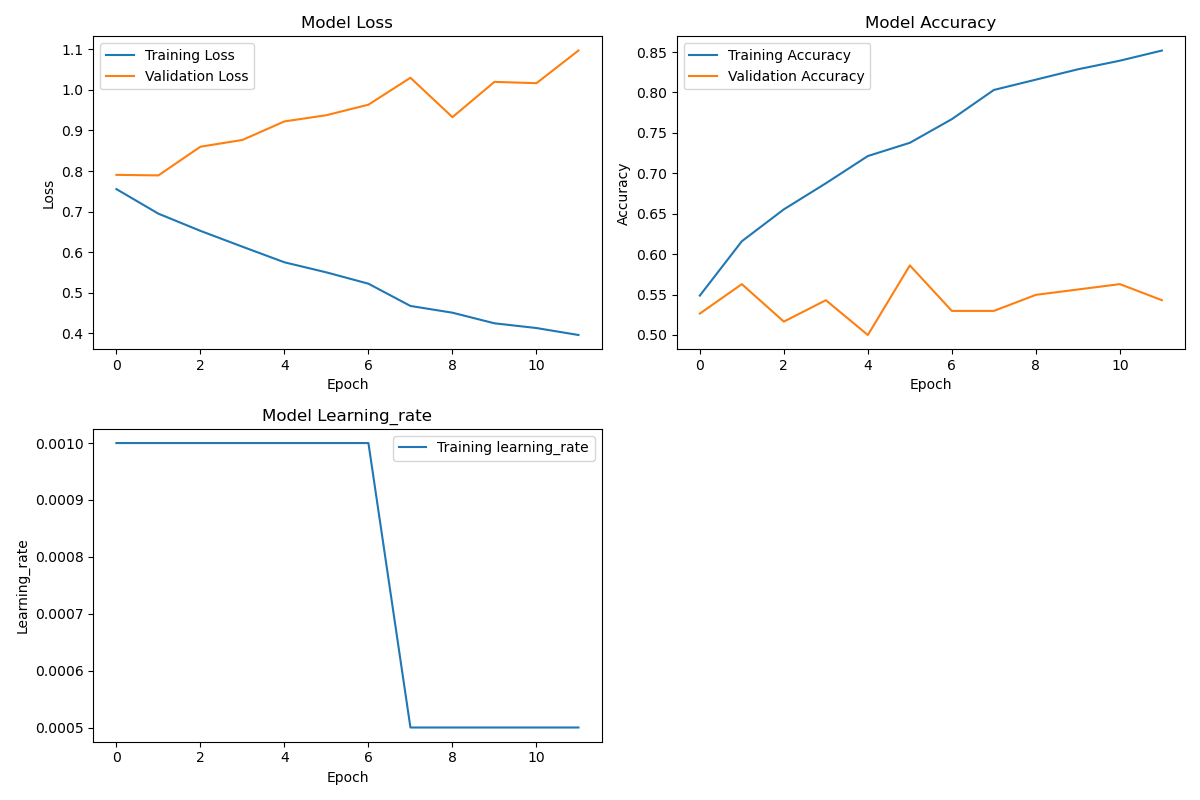 Model Loss
Training Loss
Validation Loss
1.1
1.0
0.9
0.8
0.7
0.6
0.5
0.4
Loss
0 2 4 6 8 10
Epoch
Model Accuracy
Training Accuracy
Validation Accuracy
0.85
0.80
0.75
0.70
0.65
0.60
0.55
0.50
Accuracy
0 2 4 6 8 10
Epoch
Model Learning_rate
Training learning_rate
0.0010
0.0009
0.0008
0.0007
0.0006
0.0005
Learning_rate
0 2 4 6 8 10
Epoch